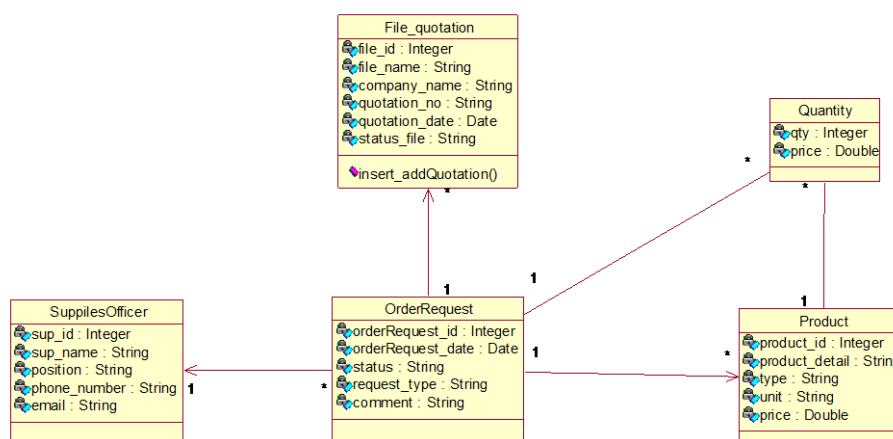 File_quotation
file_id : Integer
file_name : String
company_name : String
quotation_no : String
quotation_date : Date
status_file : String
insert_addQuotation()
Quantity
qty : Integer
price : Double
*
*
*
1
1
1
SuppilesOfficer
sup_id : Integer
sup_name : String
position : String
phone_number : String
email : String
OrderRequest
orderRequest_id : Integer
orderRequest_date : Date
status : String
request_type : String
comment : String
Product
product_id : Integer
product_detail : Strin
type : String
unit : String
price : Double
1
*
1
*